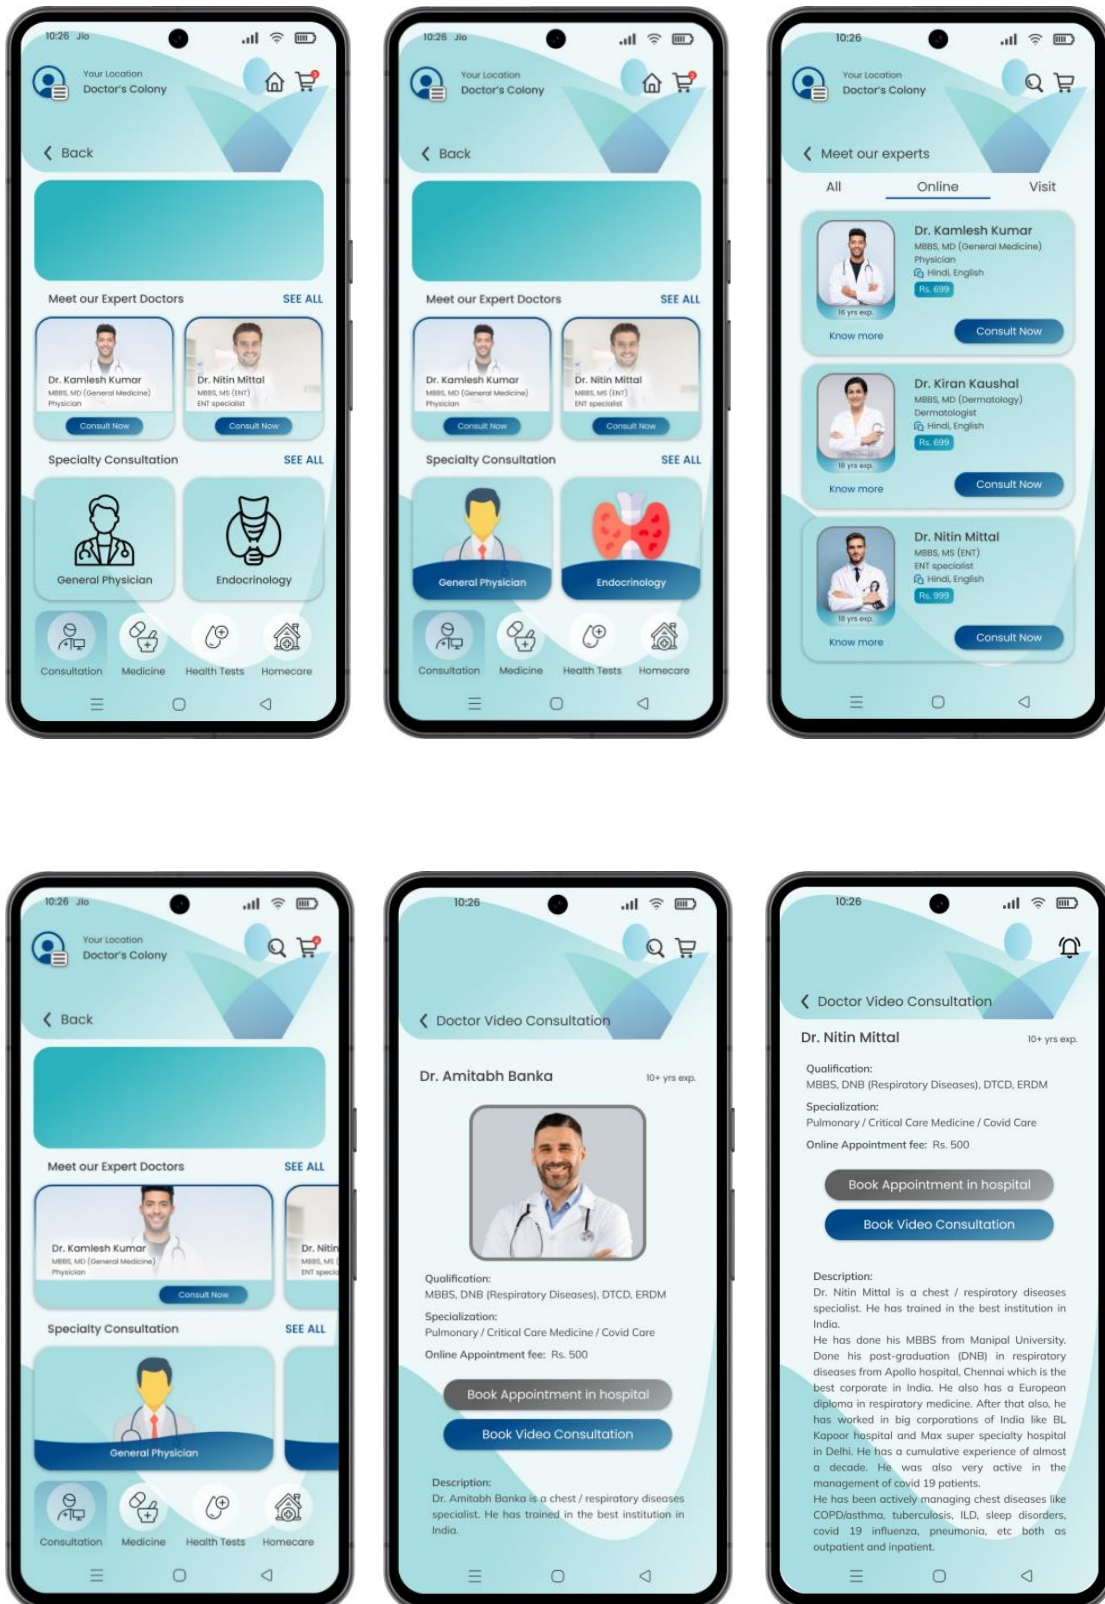 10:26 Jio
Your Location
Doctor's Colony
3
Back
Meet our Expert Doctors SEE ALL
Dr. Kamlesh Kumar
MBBS, MD (General Medicine)
Physician
Consult Now
Dr. Nitin Mittal
MBBS, MS (ENT)
ENT specialist
Consult Now
Specialty Consultation SEE ALL
General Physician Endocrinology
Consultation Medicine Health Tests Homecare
10:26 Jio
Your Location
Doctor's Colony
Back
Meet our Expert Doctors SEE ALL
Dr. Kamlesh Kumar
MBBS, MD (General Medicine)
Physician
Consult Now
Dr. Nitin Mittal
MBBS, MS (ENT)
ENT specialist
Consult Now
Specialty Consultation SEE ALL
General Physician Endocrinology
Consultation Medicine Health Tests Homecare
10:26
Your Location
Doctor's Colony
Meet our experts
All Online Visit
Dr. Kamlesh Kumar
MBBS, MD (General Medicine)
Physician
Hindi, English
Rs. 699
16 yrs exp.
Know more Consult Now
Dr. Kiran Kaushal
MBBS, MD (Dermatology)
Dermatologist
Hindi, English
Rs. 699
18 yrs exp.
Know more Consult Now
Dr. Nitin Mittal
MBBS, MS (ENT)
ENT specialist
Hindi, English
Rs. 999
18 yrs exp.
Know more Consult Now
10:26 Jio
Your Location
Doctor's Colony
Back
Meet our Expert Doctors SEE ALL
Dr. Kamlesh Kumar
MBBS, MD (General Medicine)
Physician
Consult Now
Dr. Nitin
MBBS, MS (
ENT specia
Specialty Consultation SEE ALL
General Physician
Consultation Medicine Health Tests Homecare
10:26
Doctor Video Consultation
Dr. Amitabh Banka 10+ yrs exp.
Qualification:
MBBS, DNB (Respiratory Diseases), DTCD, ERDM
Specialization:
Pulmonary / Critical Care Medicine / Covid Care
Online Appointment fee: Rs. 500
Book Appointment in hospital
Book Video Consultation
Description:
Dr. Amitabh Banka is a chest / respiratory diseases
specialist. He has trained in the best institution in
India.
10:26
Doctor Video Consultation
Dr. Nitin Mittal 10+ yrs exp.
Qualification:
MBBS, DNB (Respiratory Diseases), DTCD, ERDM
Specialization:
Pulmonary / Critical Care Medicine / Covid Care
Online Appointment fee: Rs. 500
Book Appointment in hospital
Book Video Consultation
Description:
Dr. Nitin Mittal is a chest / respiratory diseases
specialist. He has trained in the best institution in
India.
He has done his MBBS from Manipal University.
Done his post-graduation (DNB) in respiratory
diseases from Apollo hospital, Chennai which is the
best corporate in India. He also has a European
diploma in respiratory medicine. After that also, he
has worked in big corporations of India like BL
Kapoor hospital and Max super specialty hospital
in Delhi. He has a cumulative experience of almost
a decade. He was also very active in the
management of covid 19 patients.
He has been actively managing chest diseases like
COPD/asthma, tuberculosis, ILD, sleep disorders,
covid 19 influenza, pneumonia, etc both as
outpatient and inpatient.